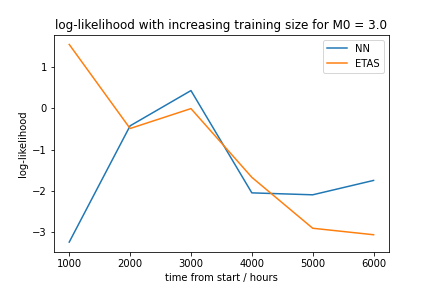 log-likelihood with increasing training size for M0 = 3.0
NN
ETAS
log-likelihood
1
0
−1
−2
−3
1000 2000 3000 4000 5000 6000
time from start / hours